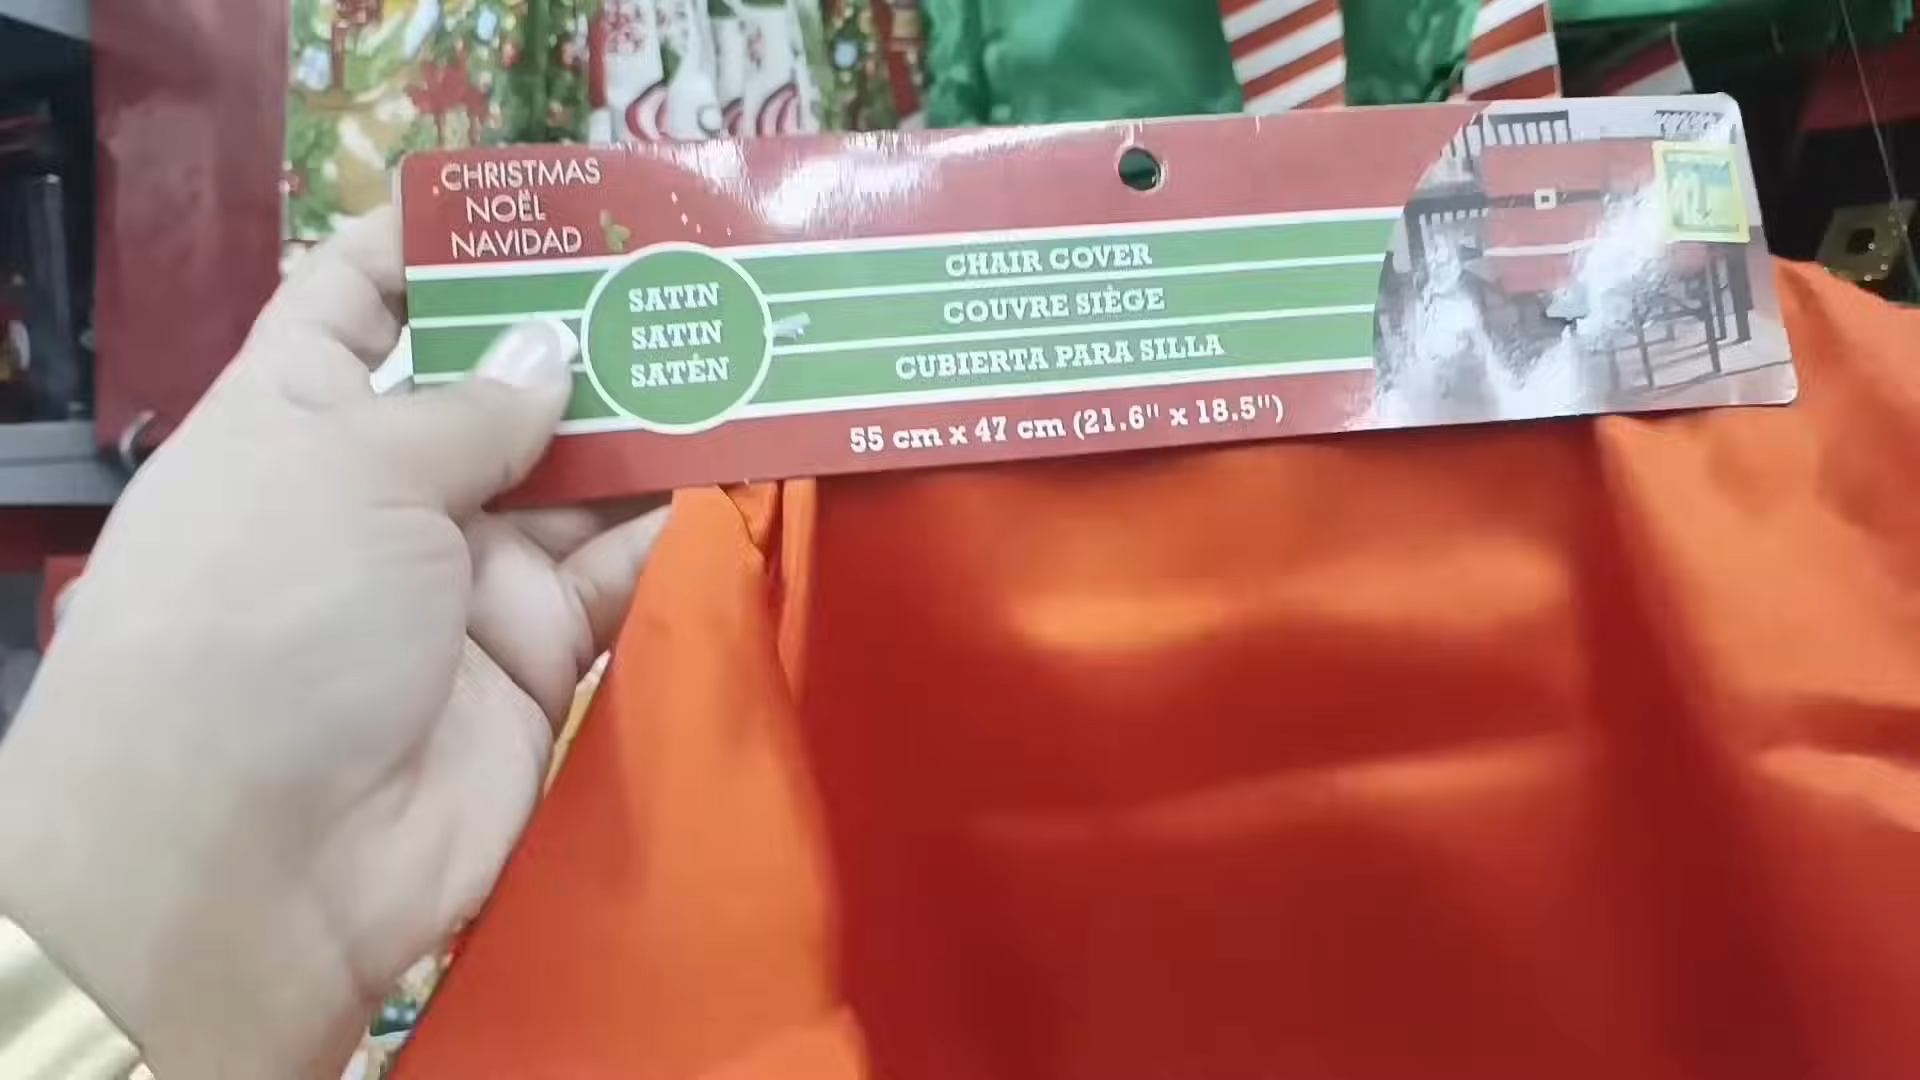 CHRISTMAS
NOËL
NAVIDAD
SATIN
SATIN
SATÉN
CHAIR COVER
COUVRE SIÈGE
CUBIERTA PARA SILLA
55 cm x 47 cm (21.6" x 18.5")